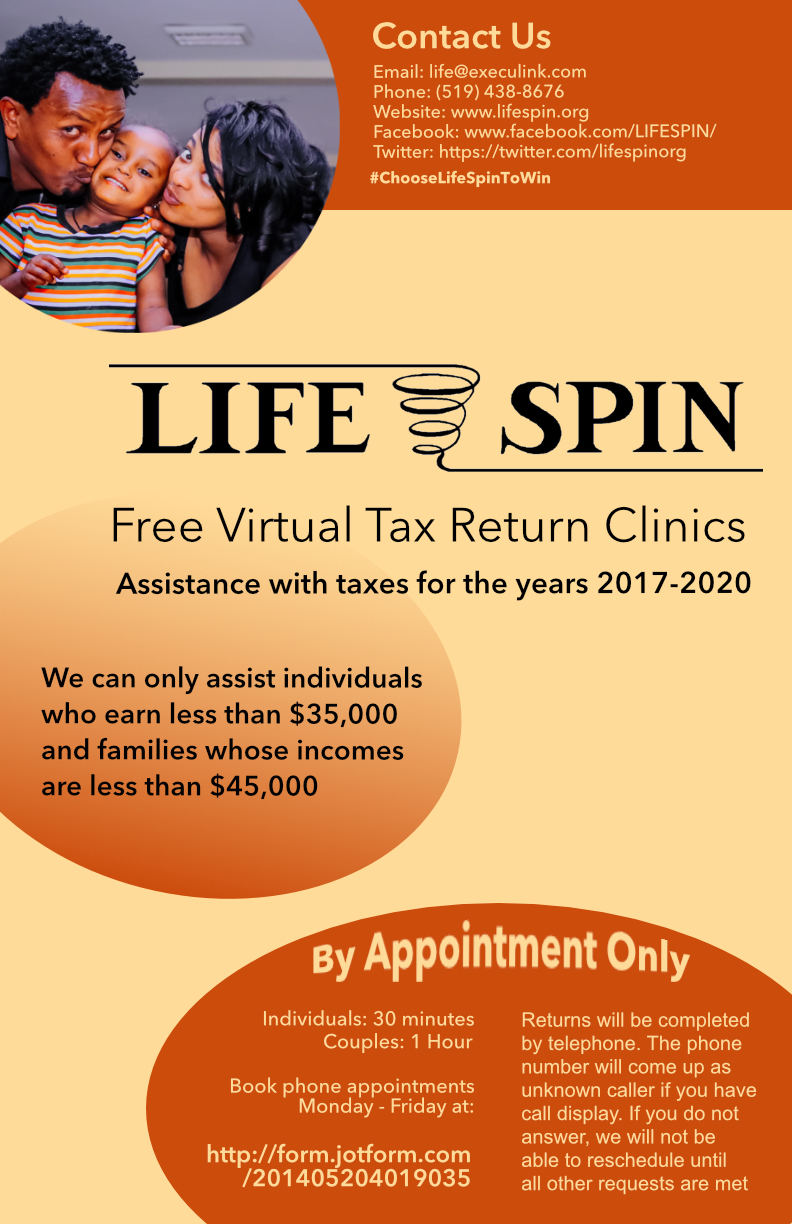 Contact Us
Email: life@execulink.com
Phone: (519) 438-8676
Website: www.lifespin.org
Facebook: www.facebook.com/LIFESPIN/
Twitter: https://twitter.com/lifespinorg
#ChooseLifeSpinToWin
LIFE SPIN
Free Virtual Tax Return Clinics
Assistance with taxes for the years 2017-2020
We can only assist individuals
who earn less than $35,000
and families whose incomes
are less than $45,000
By Appointment Only
Individuals: 30 minutes
Couples: 1 Hour
Book phone appointments
Monday - Friday at:
http://form.jotform.com
/201405204019035
Returns will be completed
by telephone. The phone
number will come up as
unknown caller if you have
call display. If you do not
answer, we will not be
able to reschedule until
all other requests are met